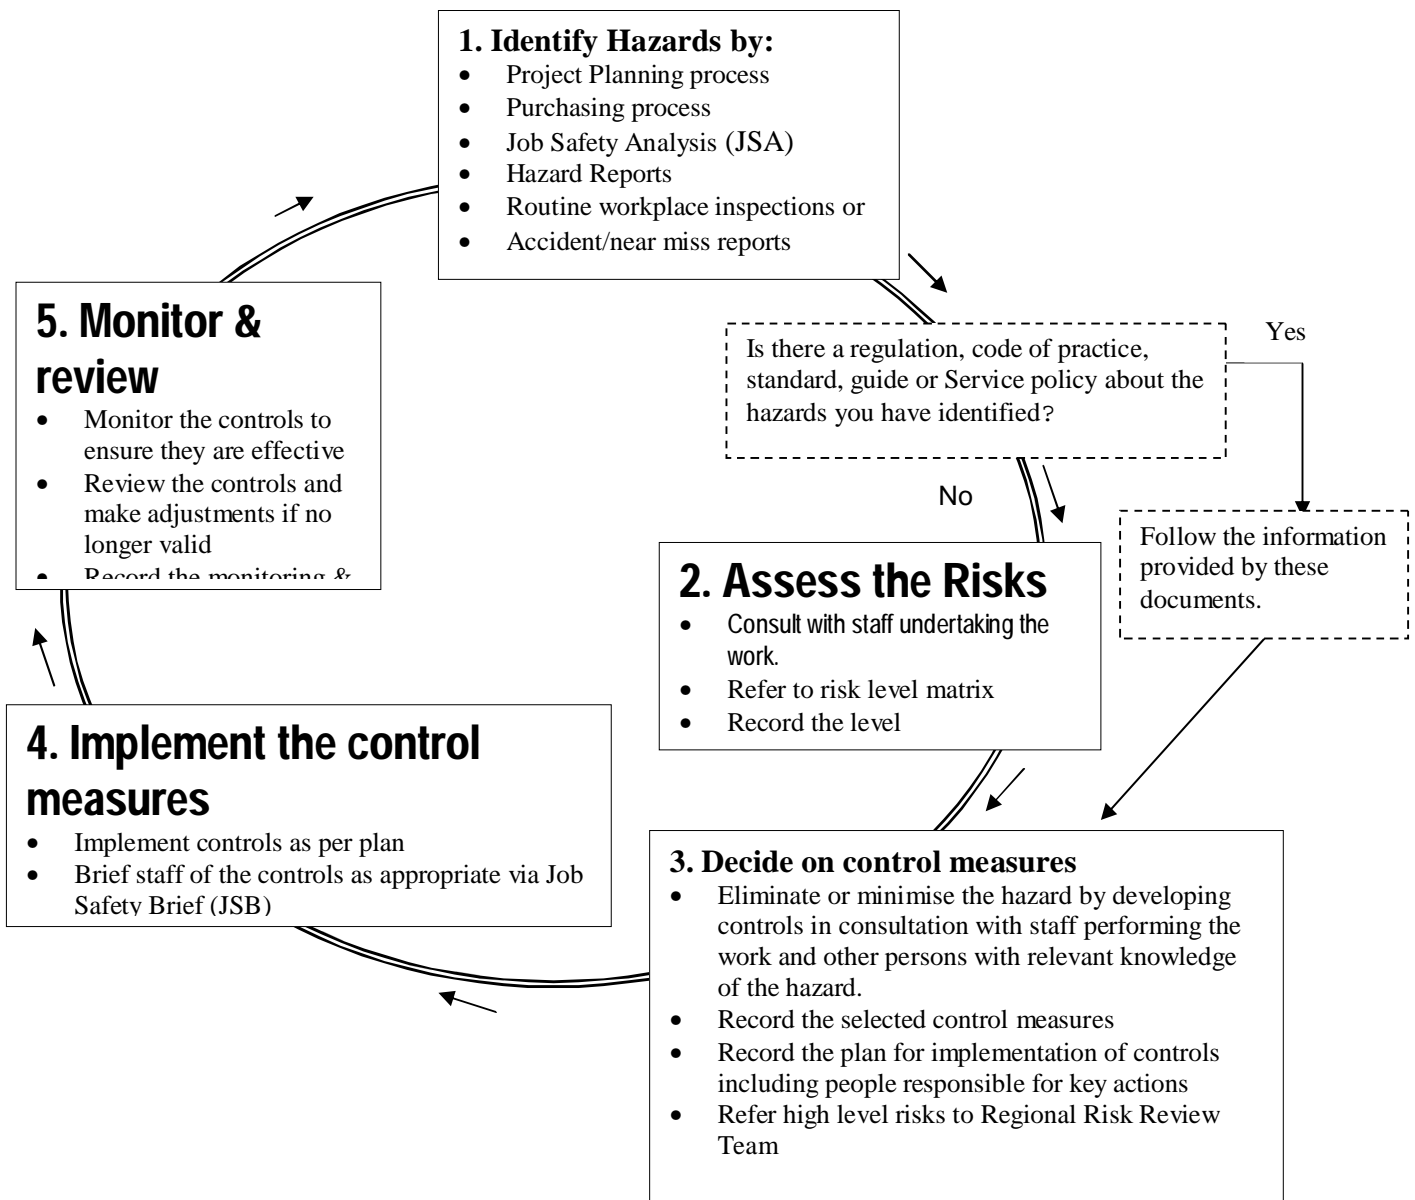 1. Identify Hazards by:
• Project Planning process
• Purchasing process
• Job Safety Analysis (JSA)
• Hazard Reports
• Routine workplace inspections or
• Accident/near miss reports
Is there a regulation, code of practice,
standard, guide or Service policy about the
hazards you have identified?
Yes
No
Follow the information
provided by these
documents.
2. Assess the Risks
• Consult with staff undertaking the
work.
• Refer to risk level matrix
• Record the level
3. Decide on control measures
• Eliminate or minimise the hazard by developing
controls in consultation with staff performing the
work and other persons with relevant knowledge
of the hazard.
• Record the selected control measures
• Record the plan for implementation of controls
including people responsible for key actions
• Refer high level risks to Regional Risk Review
Team
4. Implement the control
measures
• Implement controls as per plan
• Brief staff of the controls as appropriate via Job
Safety Brief (JSB)
5. Monitor &
review
• Monitor the controls to
ensure they are effective
• Review the controls and
make adjustments if no
longer valid
• Record the monitoring &